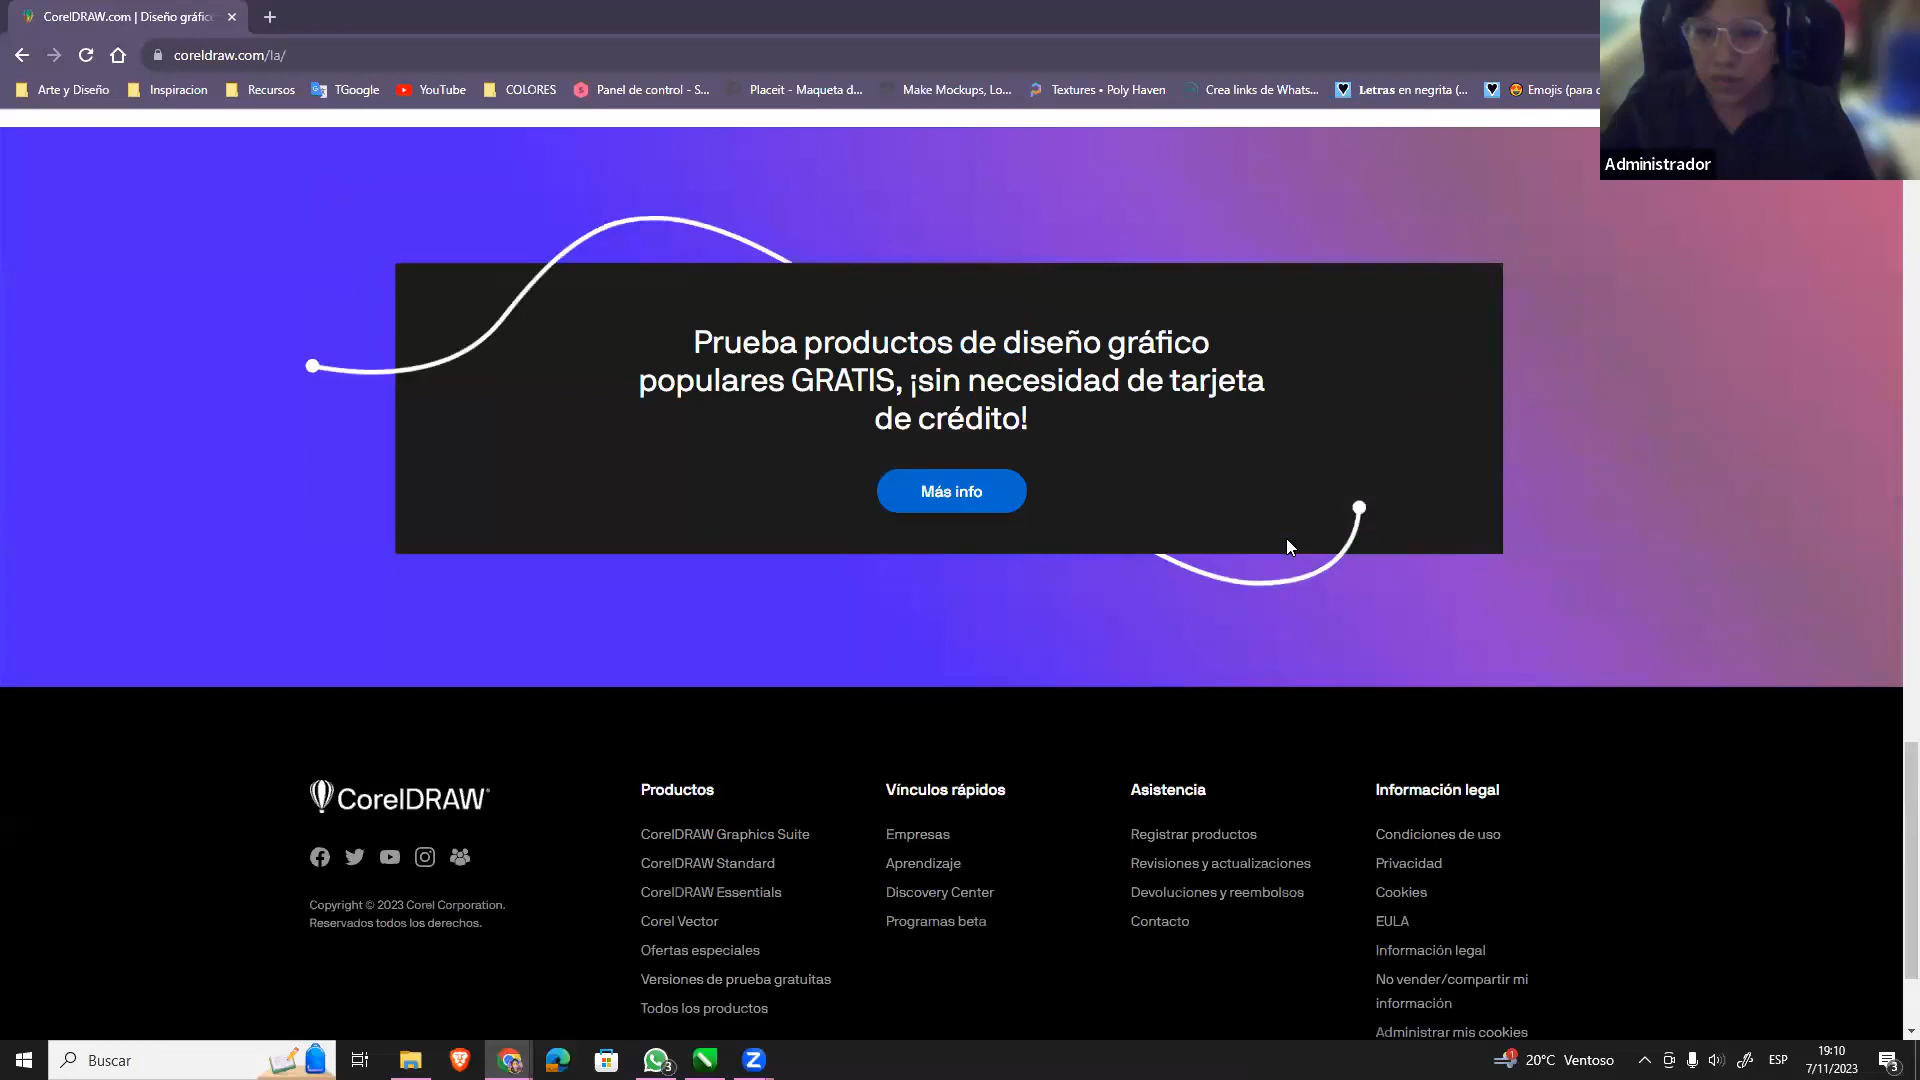 CorelDRAW.com | Diseño gráfic
coreldraw.com/la/
Arte y Diseño
Inspiracion
Recursos
TGoogle
YouTube
COLORES
Panel de control - S...
Placeit - Maqueta d...
Make Mockups, Lo...
Textures • Poly Haven
Crea links de Whats...
Letras en negrita (...
Emojis (para c
Administrador
Prueba productos de diseño gráfico
populares GRATIS, ¡sin necesidad de tarjeta
de crédito!
Más info
CorelDRAW
Copyright © 2023 Corel Corporation.
Reservados todos los derechos.
Productos
CorelDRAW Graphics Suite
CorelDRAW Standard
CorelDRAW Essentials
Corel Vector
Ofertas especiales
Versiones de prueba gratuitas
Todos los productos
Vínculos rápidos
Empresas
Aprendizaje
Discovery Center
Programas beta
Asistencia
Registrar productos
Revisiones y actualizaciones
Devoluciones y reembolsos
Contacto
Información legal
Condiciones de uso
Privacidad
Cookies
EULA
Información legal
No vender/compartir mi
información
Administrar mis cookies
Buscar
3
1
20°C Ventoso
ESP
19:10
7/11/2023
3